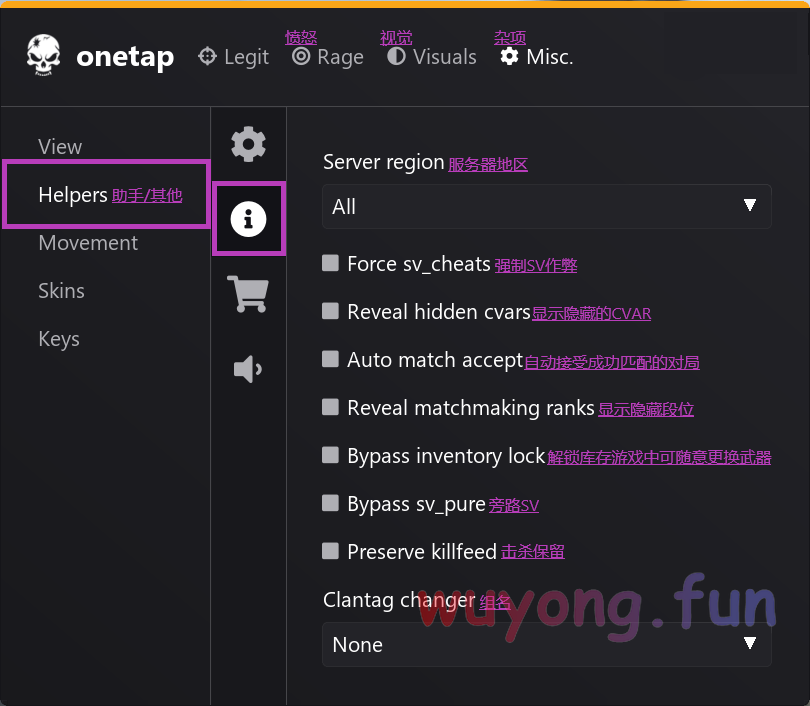 愤怒 视觉 杂项
onetap Legit Rage Visuals Misc.
View
Helpers 助手/其他
Movement
Skins
Keys
Server region 服务器地区
All
Force sv_cheats 强制SV作弊
Reveal hidden cvars 显示隐藏的CVAR
Auto match accept 自动接受成功匹配的对局
Reveal matchmaking ranks 显示隐藏段位
Bypass inventory lock 解锁库存游戏中可随意更换武器
Bypass sv_pure 旁路SV
Preserve killfeed 击杀保留
Clantag changer 组名
wuyong.fun
None